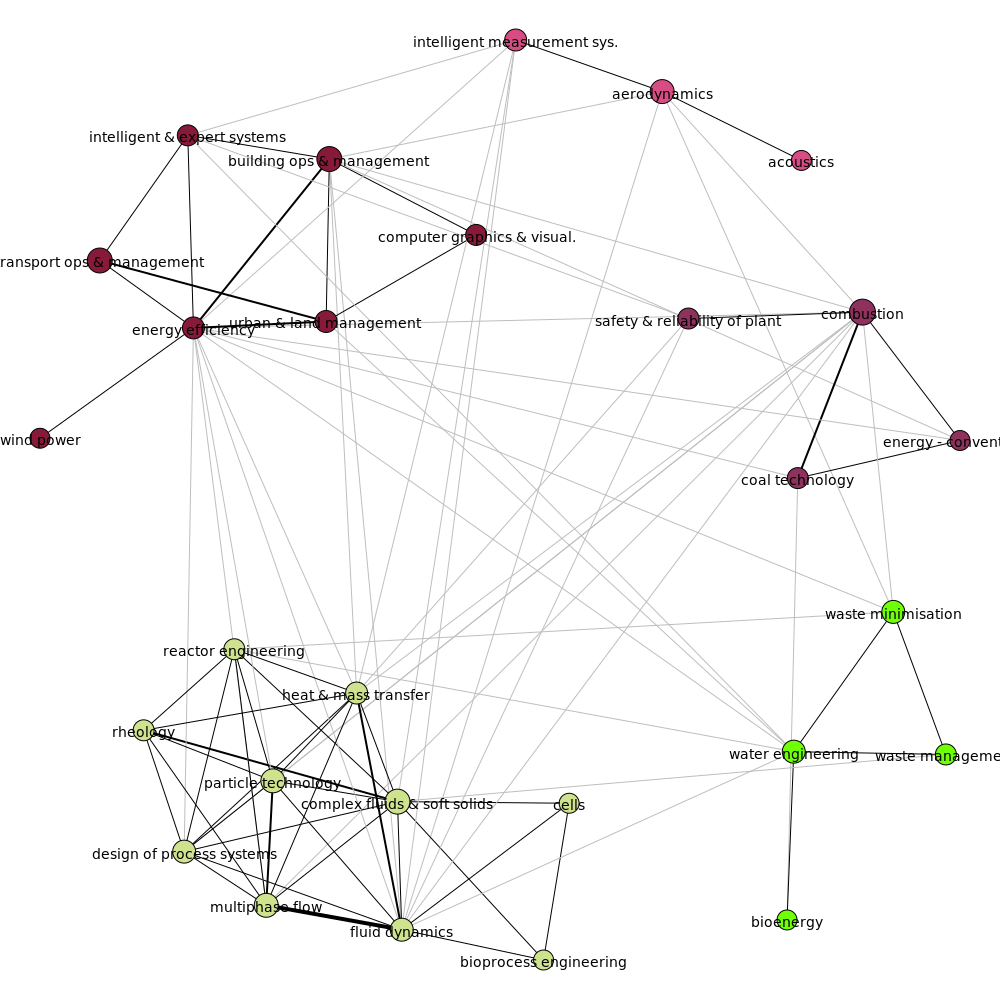 intelligent measurement sys.
aerodynamics
intelligent & expert systems
building ops & management
acoustics
computer graphics & visual.
ransport ops & management
energy efficiency
urban & land management
safety & reliability of plant
combustion
wind power
energy - convent
coal technology
waste minimisation
reactor engineering
heat & mass transfer
rheology
water engineering
waste manageme
particle technology
complex fluids & soft solids
cells
design of process systems
multiphase flow
fluid dynamics
bioenergy
bioprocess engineering